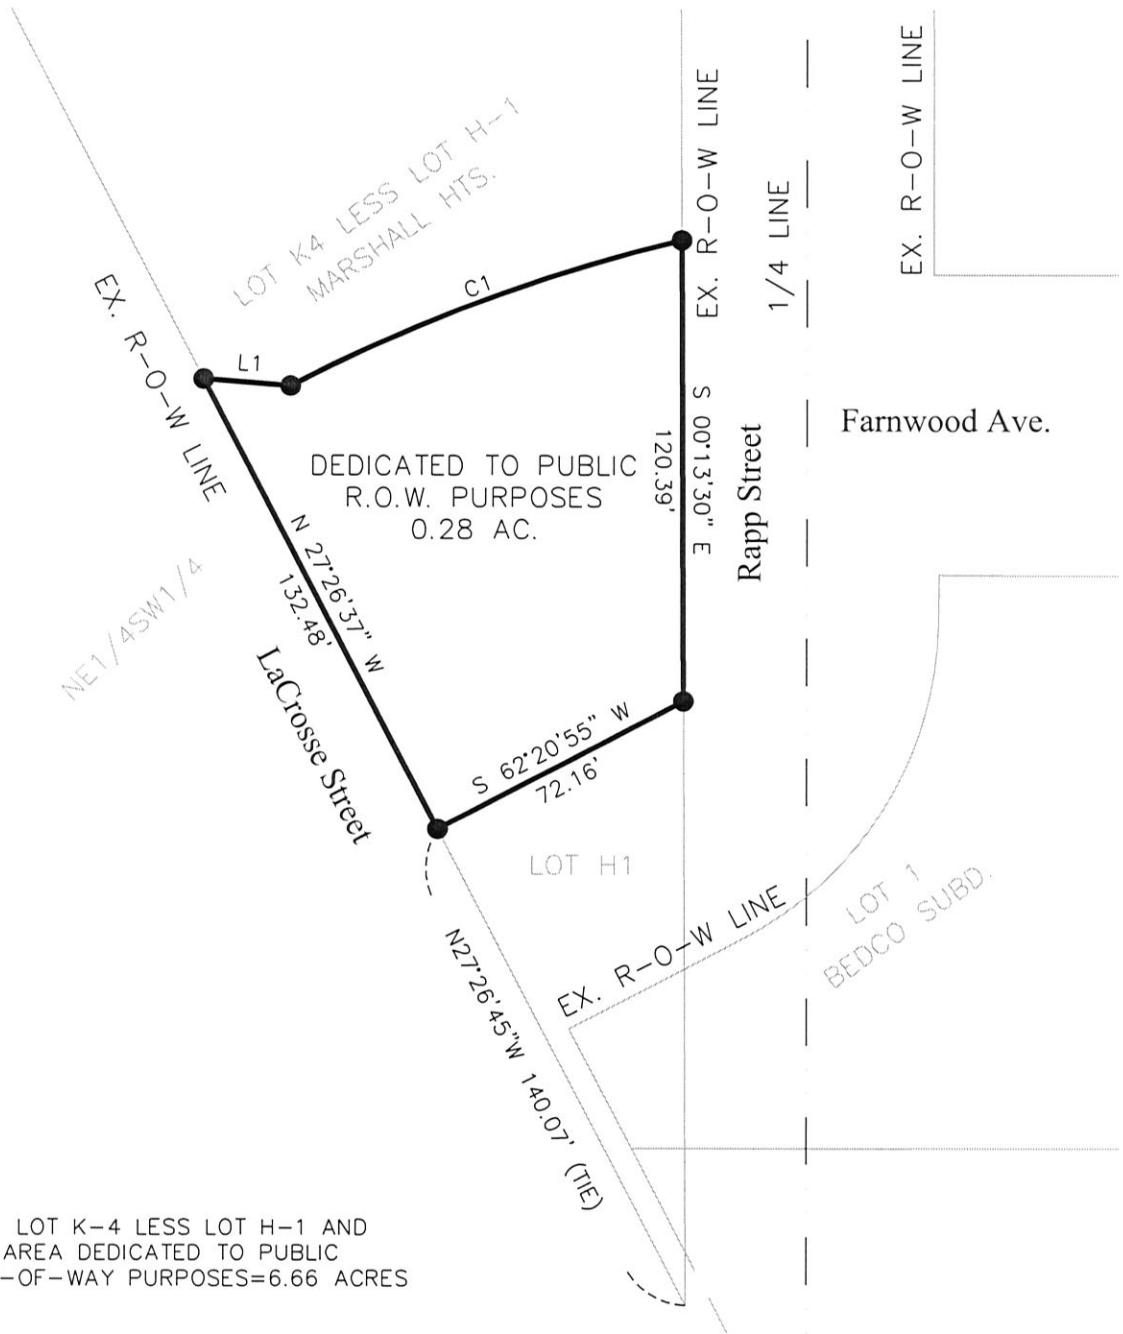 EX. R-O-W LINE
EX. R-O-W LINE
1/4 LINE
LOT K4 LESS LOT H-1
MARSHALL HTS.
EX. R-O-W LINE
C1
L1
S 00°13'30" E
120.39'
Rapp Street
Farnwood Ave.
DEDICATED TO PUBLIC
R.O.W. PURPOSES
0.28 AC.
N 27°26'37" W
132.48'
NE1/4SW1/4
LaCrosse Street
S 62°20'55" W
72.16'
LOT H1
EX. R-O-W LINE
LOT 1
BEDCO SUBD.
N27°26'45"W 140.07' (TIE)
LOT K-4 LESS LOT H-1 AND
AREA DEDICATED TO PUBLIC
-OF-WAY PURPOSES=6.66 ACRES